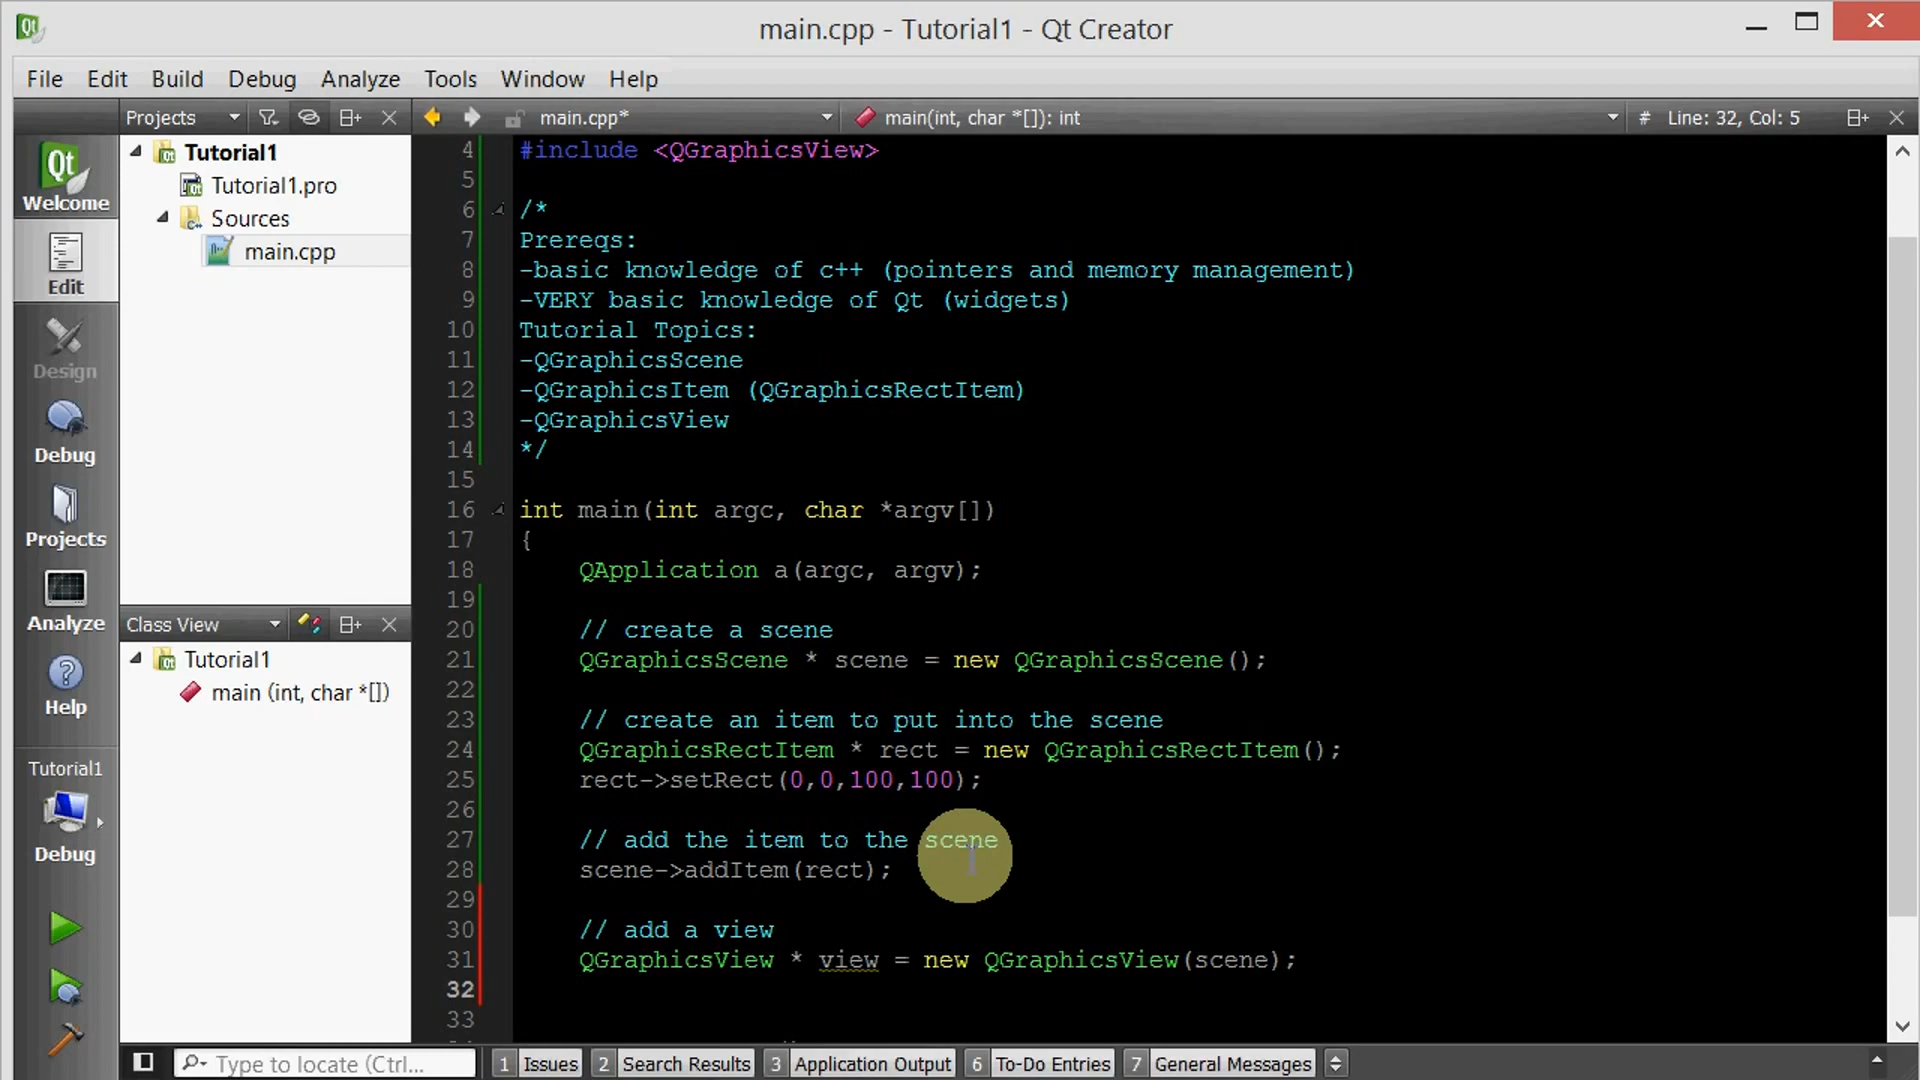 Qt
main.cpp - Tutorial1 - Qt Creator
File Edit Build Debug Analyze Tools Window Help
Projects
main.cpp*
main(int, char *[]): int
# Line: 32, Col: 5
Qt
Welcome
Edit
Design
Debug
Projects
Analyze
Help
Tutorial1
Debug
Tutorial1
Tutorial1.pro
Sources
main.cpp
Class View
Tutorial1
main (int, char *[])
4 #include <QGraphicsView>
5
6 /*
7 Prereqs:
8 -basic knowledge of c++ (pointers and memory management)
9 -VERY basic knowledge of Qt (widgets)
10 Tutorial Topics:
11 -QGraphicsScene
12 -QGraphicsItem (QGraphicsRectItem)
13 -QGraphicsView
14 */
15
16 int main(int argc, char *argv[])
17 {
18 QApplication a(argc, argv);
19
20 // create a scene
21 QGraphicsScene * scene = new QGraphicsScene();
22
23 // create an item to put into the scene
24 QGraphicsRectItem * rect = new QGraphicsRectItem();
25 rect->setRect(0,0,100,100);
26
27 // add the item to the scene
28 scene->addItem(rect);
29
30 // add a view
31 QGraphicsView * view = new QGraphicsView(scene);
32
33
Type to locate (Ctrl...
1 Issues 2 Search Results 3 Application Output 6 To-Do Entries 7 General Messages